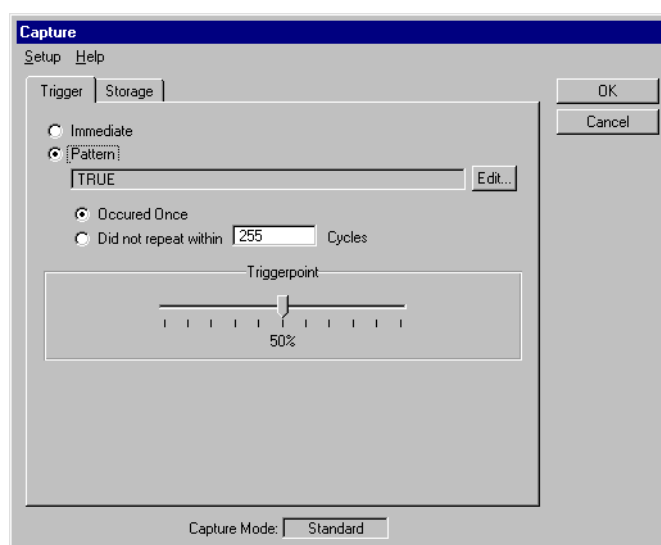 Capture
Setup Help
Trigger Storage
OK
Cancel
Immediate
Pattern
TRUE Edit...
Occured Once
Did not repeat within 255 Cycles
Triggerpoint
50%
Capture Mode: Standard